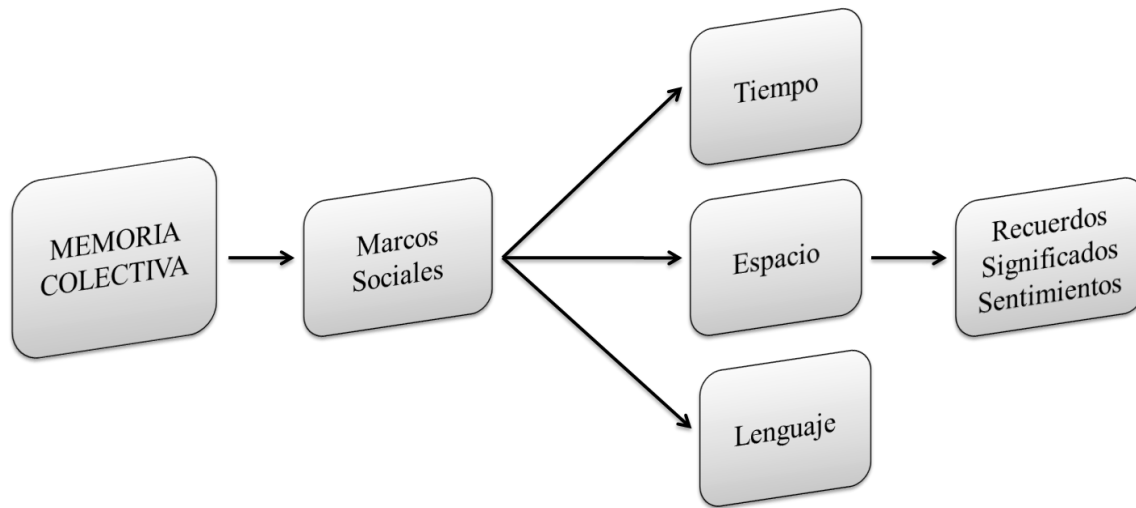 MEMORIA
COLECTIVA
Marcos
Sociales
Tiempo
Espacio
Lenguaje
Recuerdos
Significados
Sentimientos